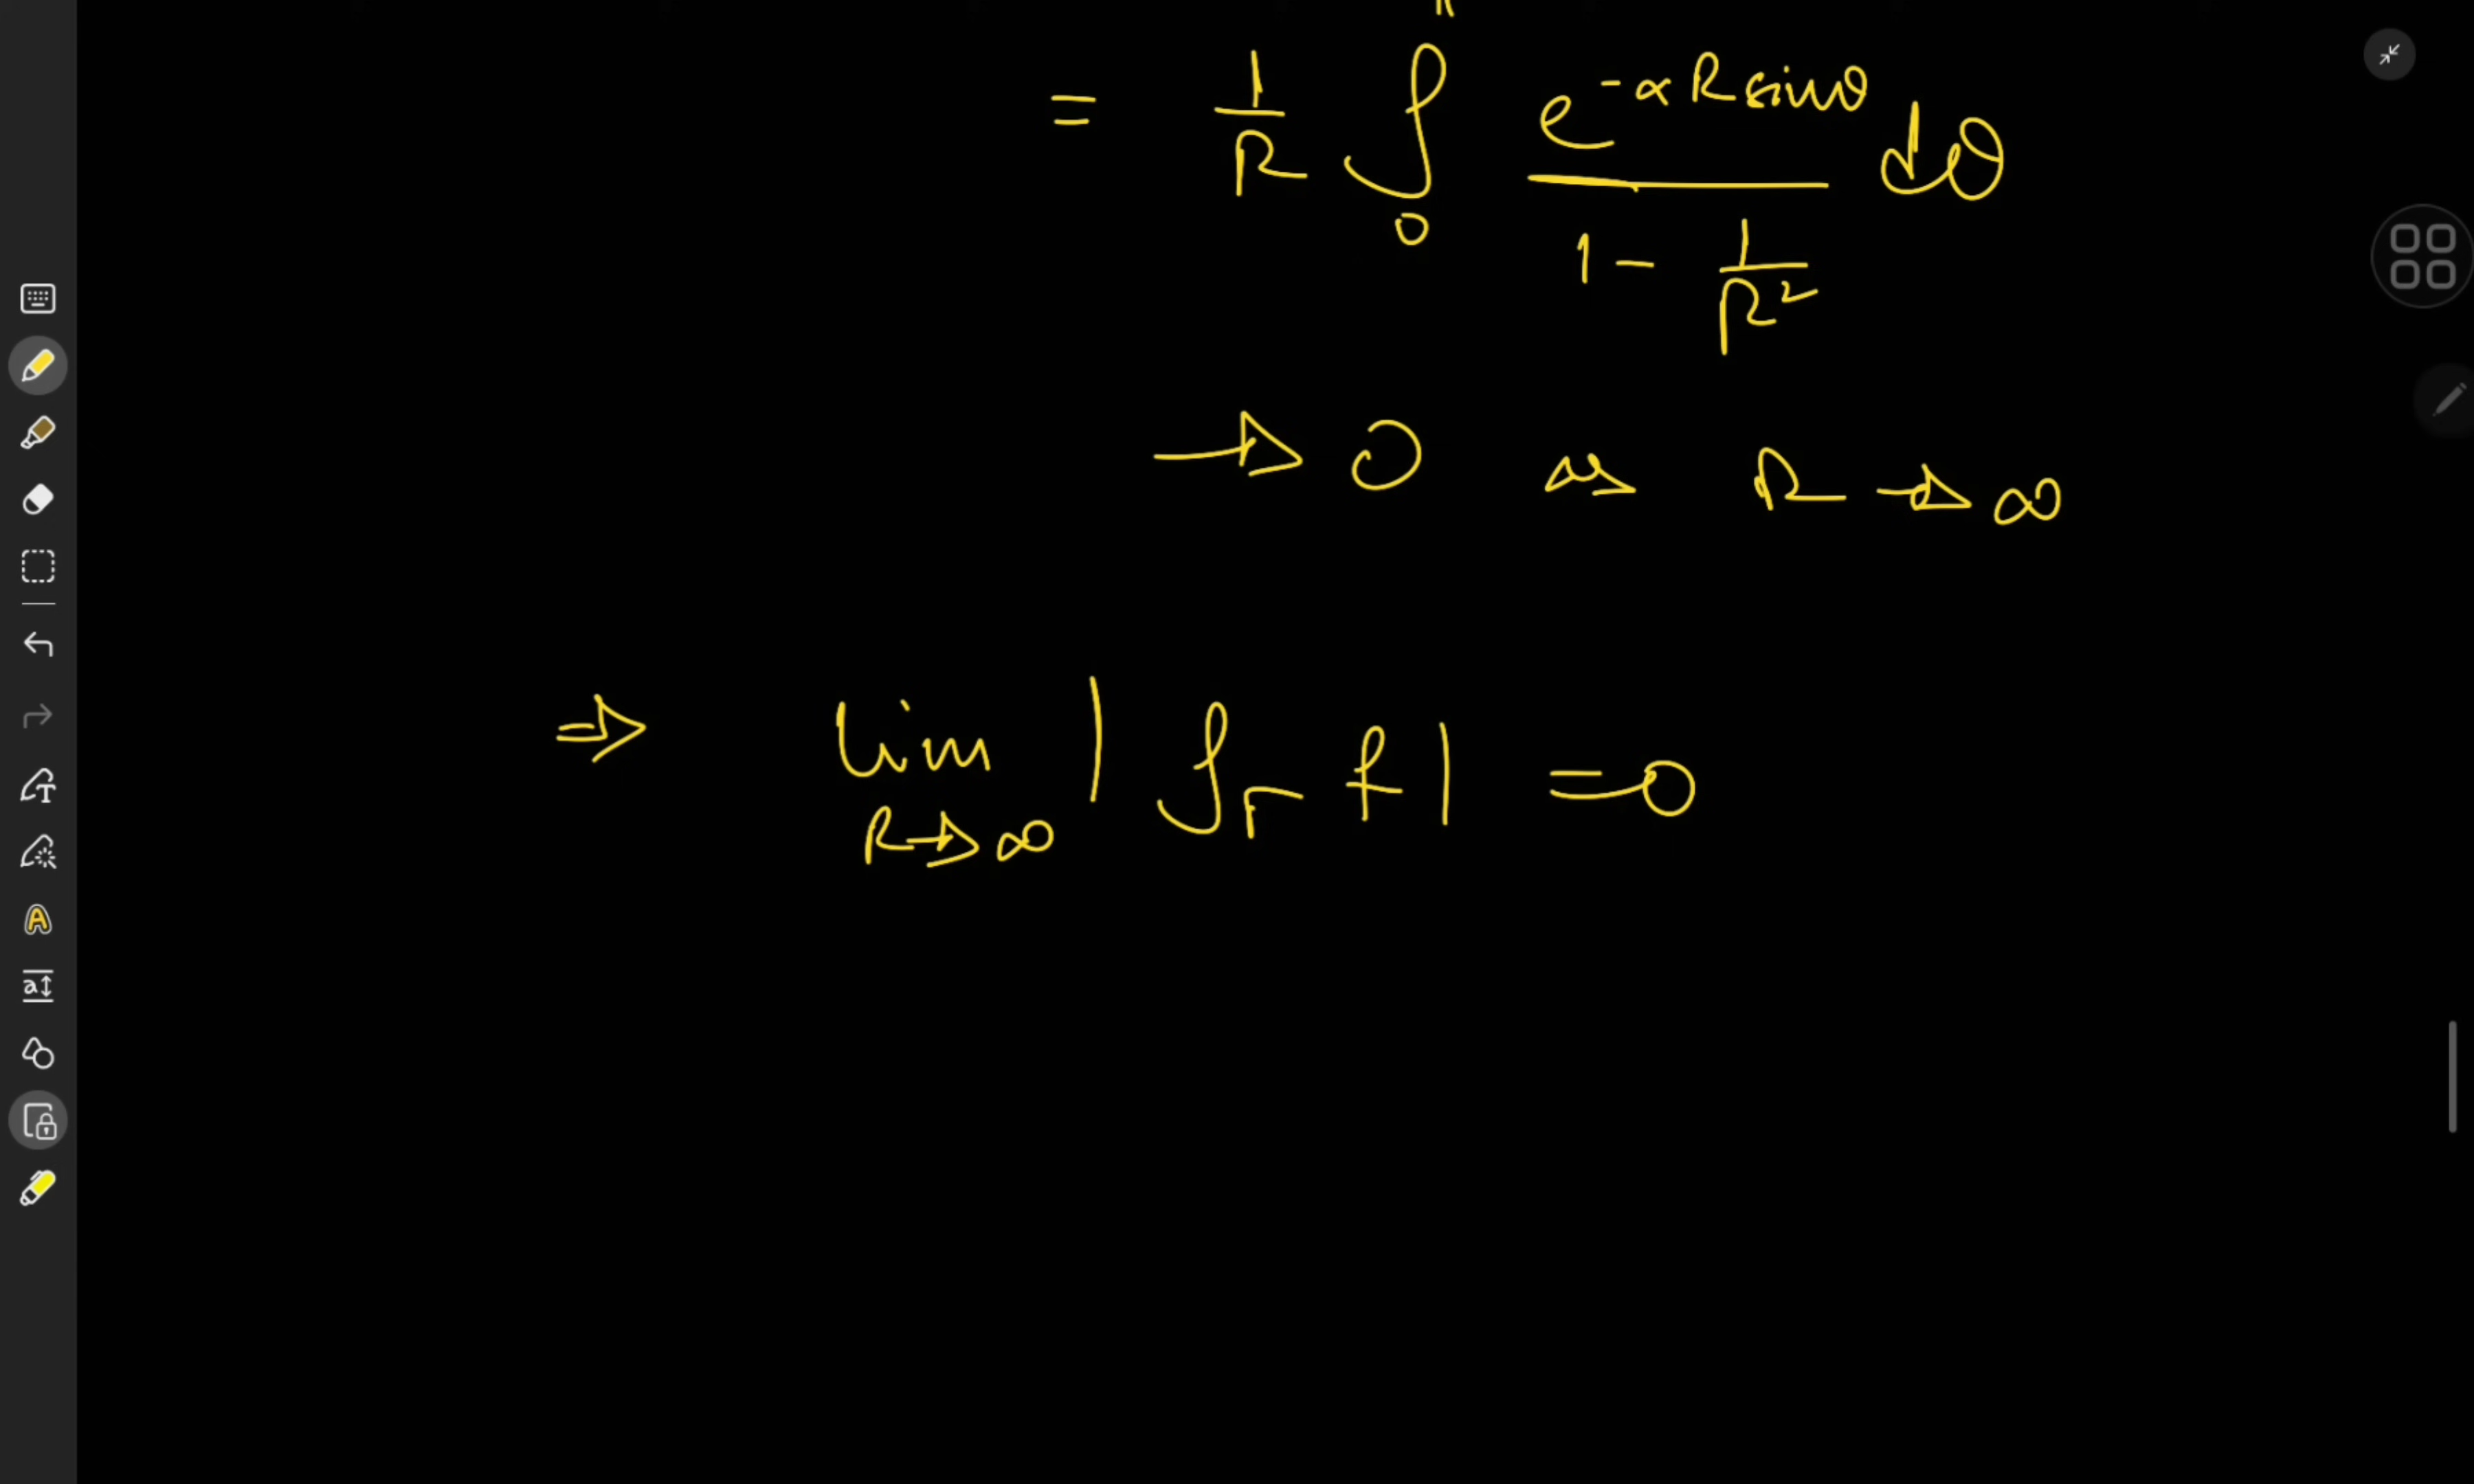 = 1/R ∫₀^π e^{-αR sinθ} / (1 - 1/R²) dθ
→ 0 as R → ∞
⇒ lim_{R→∞} | ∫_Γ f | = 0